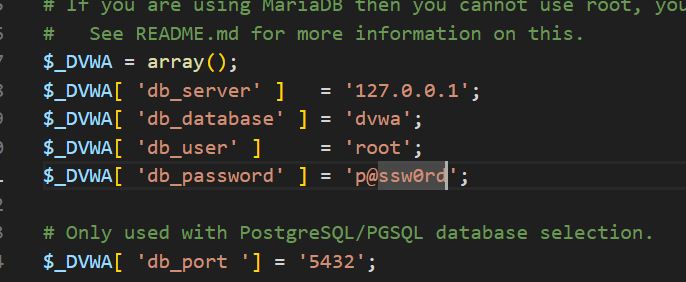 # If you are using MariaDB then you cannot use root, you
#   See README.md for more information on this.
$_DVWA = array();
$_DVWA[ 'db_server' ]   = '127.0.0.1';
$_DVWA[ 'db_database' ] = 'dvwa';
$_DVWA[ 'db_user' ]     = 'root';
$_DVWA[ 'db_password' ] = 'p@ssw0rd';
# Only used with PostgreSQL/PGSQL database selection.
$_DVWA[ 'db_port '] = '5432';